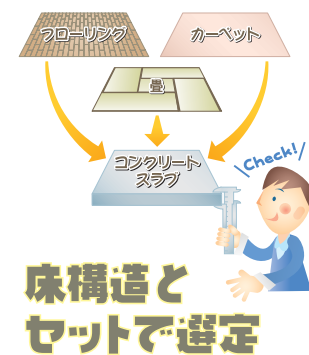 フローリング
カーペット
畳
コンクリート
スラブ
Check!
床構造と
セットで選定